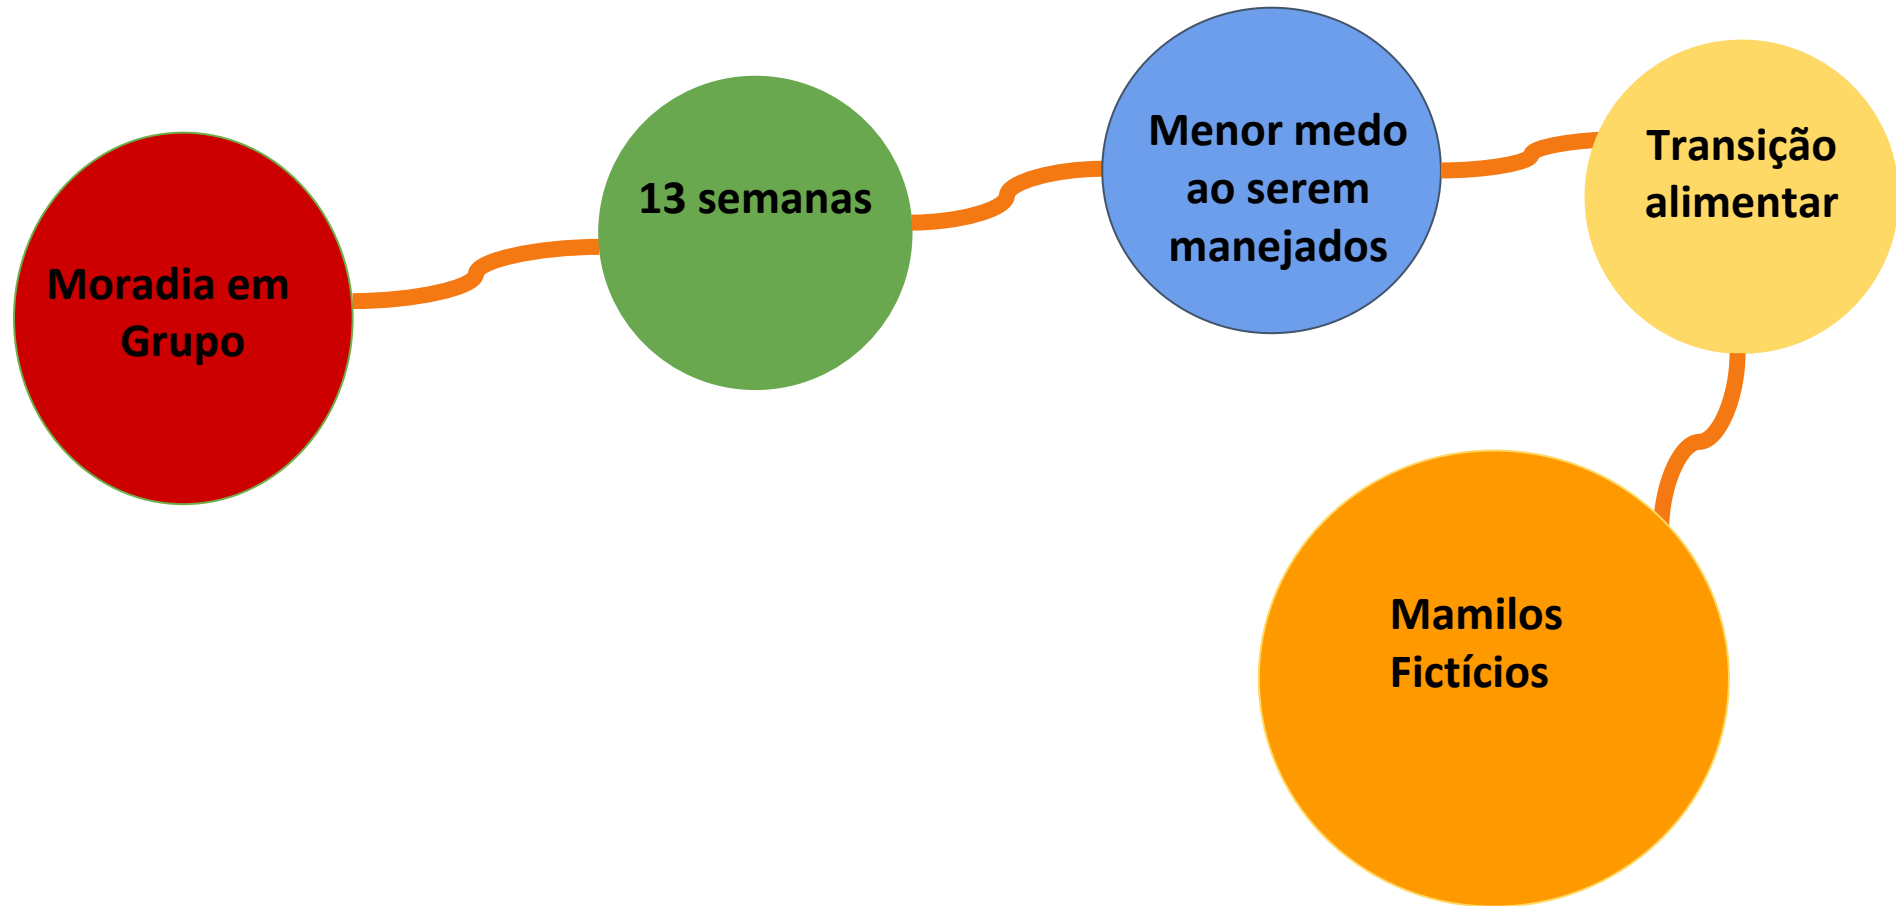 Moradia em
Grupo
13 semanas
Menor medo
ao serem
manejados
Transição
alimentar
Mamilos
Fictícios